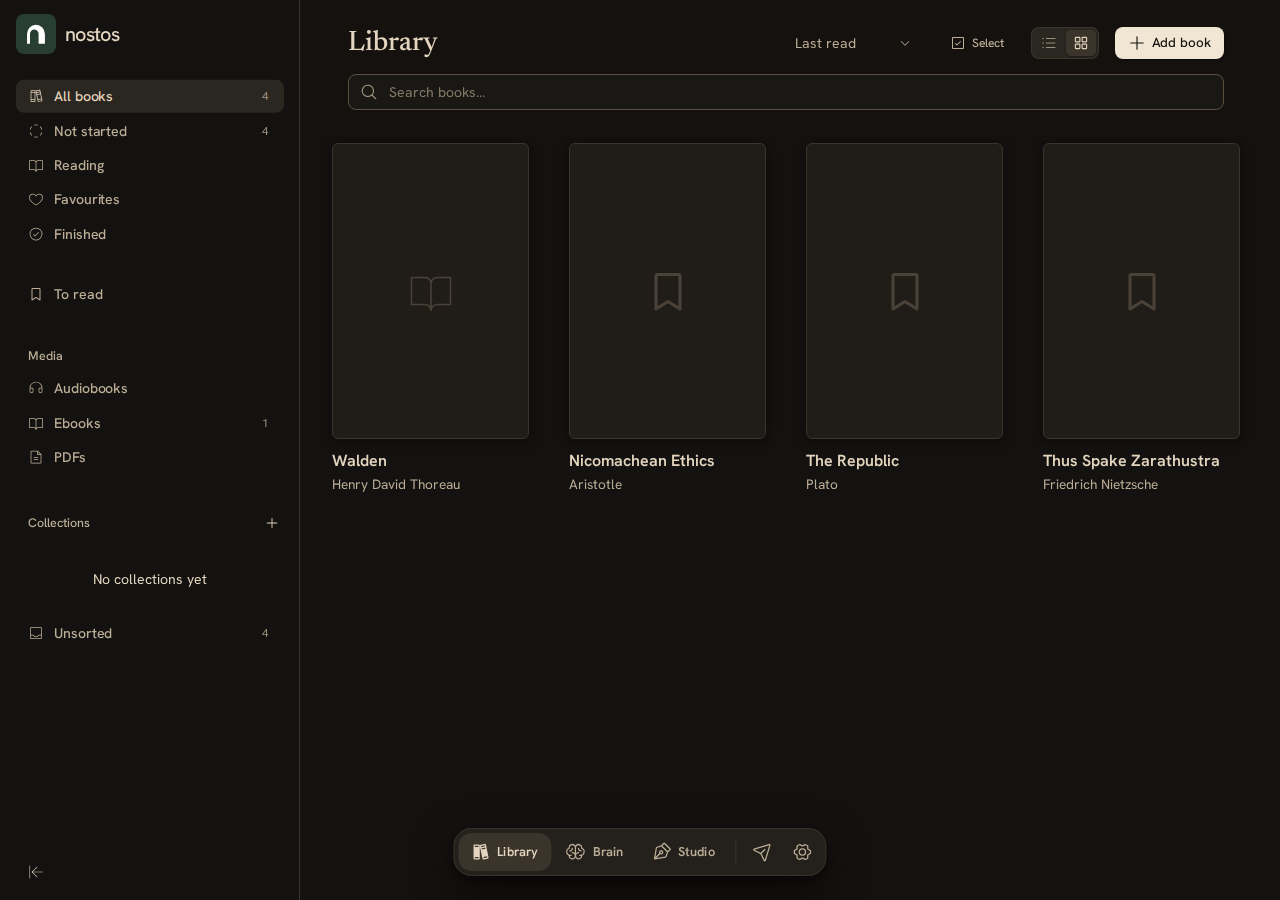 nostos
All books 4
Not started 4
Reading
Favourites
Finished
To read
Media
Audiobooks
Ebooks 1
PDFs
Collections
No collections yet
Unsorted 4
Library
Last read
Select
Add book
Search books...
Walden
Henry David Thoreau
Nicomachean Ethics
Aristotle
The Republic
Plato
Thus Spake Zarathustra
Friedrich Nietzsche
Library
Brain
Studio